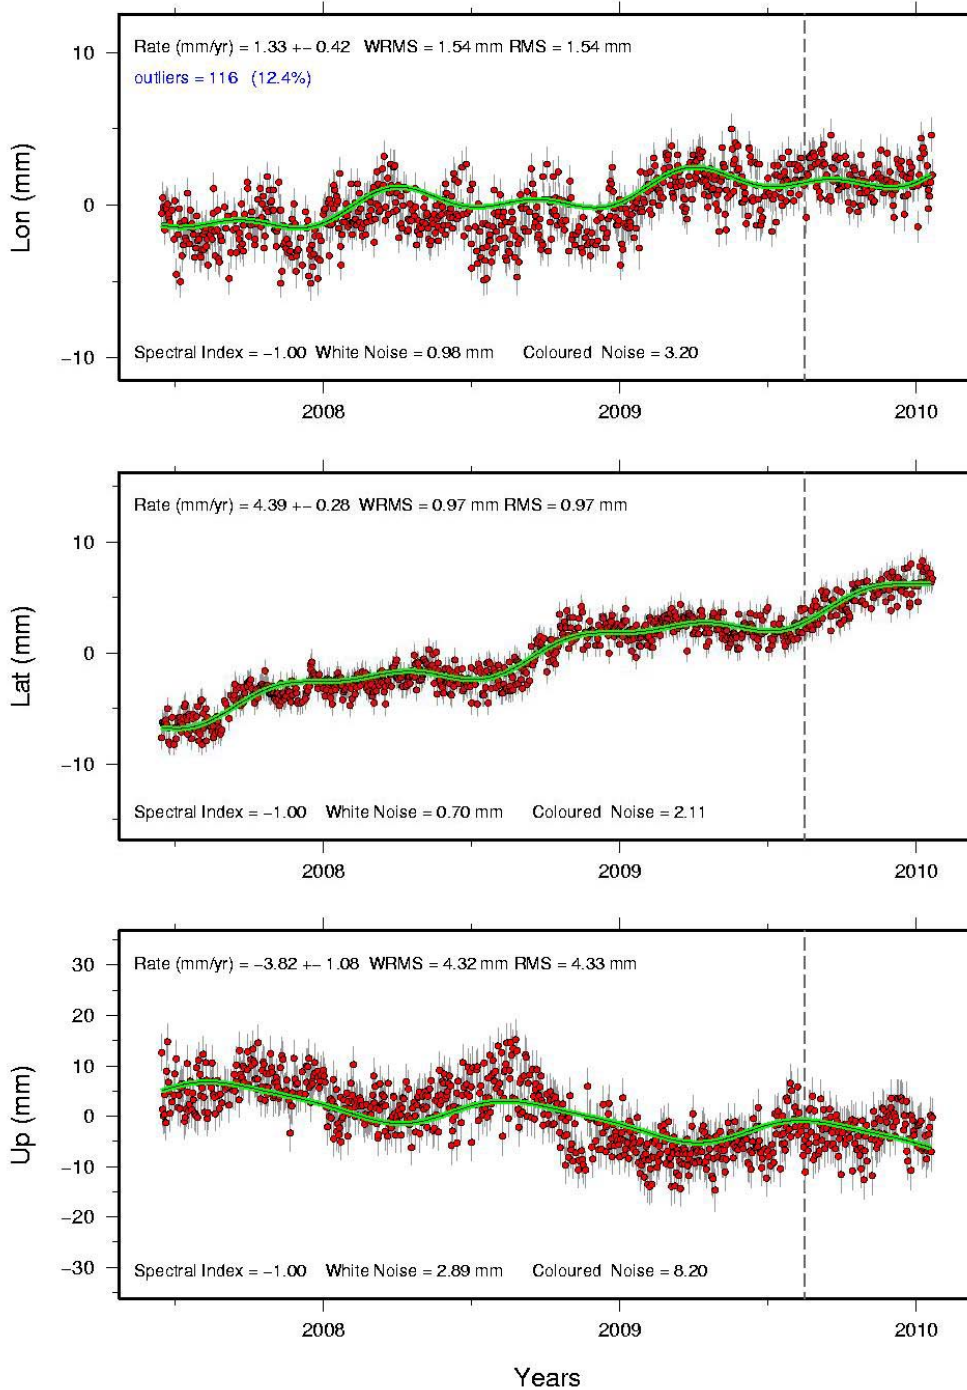 10
Rate (mm/yr) = 1.33 +− 0.42 WRMS = 1.54 mm RMS = 1.54 mm
outliers = 116 (12.4%)
Lon (mm)
0
−10
Spectral Index = −1.00 White Noise = 0.98 mm Coloured Noise = 3.20
2008 2009 2010
Rate (mm/yr) = 4.39 +− 0.28 WRMS = 0.97 mm RMS = 0.97 mm
10
Lat (mm)
0
−10
Spectral Index = −1.00 White Noise = 0.70 mm Coloured Noise = 2.11
2008 2009 2010
30
Rate (mm/yr) = −3.82 +− 1.08 WRMS = 4.32 mm RMS = 4.33 mm
20
10
Up (mm)
0
−10
−20
−30
Spectral Index = −1.00 White Noise = 2.89 mm Coloured Noise = 8.20
2008 2009 2010
Years